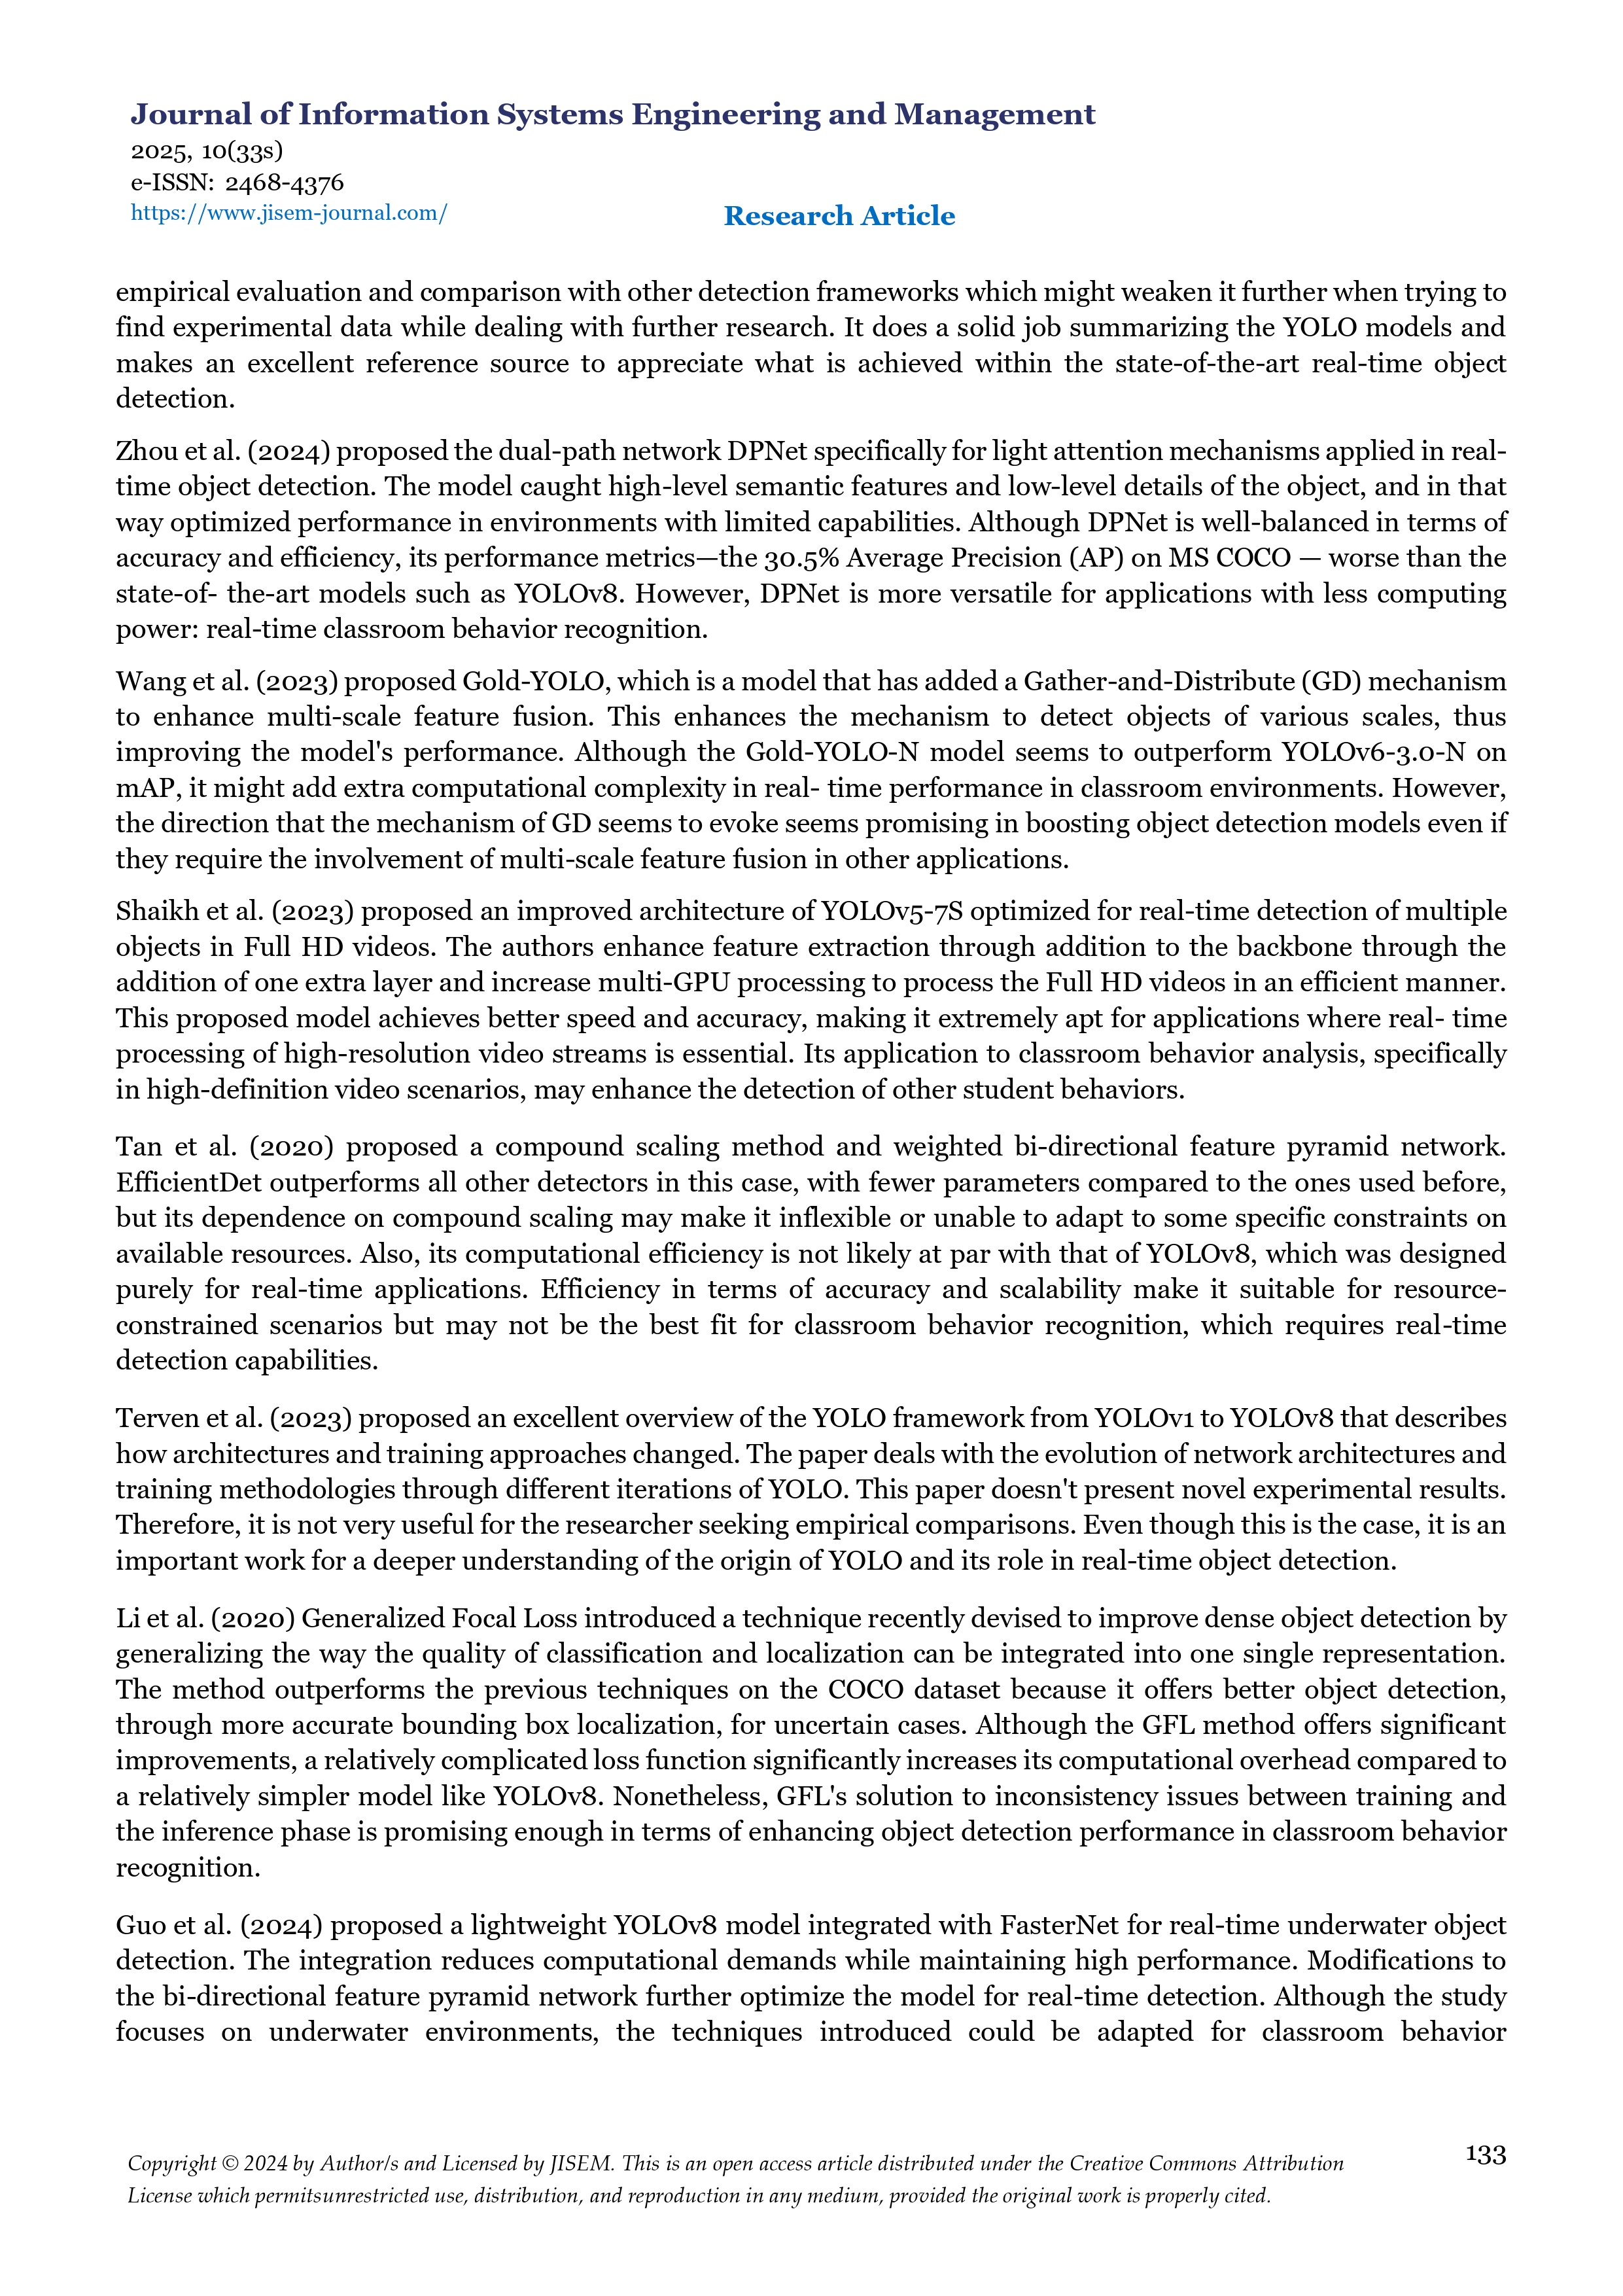 Journal of Information Systems Engineering and Management
2025, 10(33s)
e-ISSN: 2468-4376
https://www.jisem-journal.com/
Research Article
empirical evaluation and comparison with other detection frameworks which might weaken it further when trying to
find experimental data while dealing with further research. It does a solid job summarizing the YOLO models and
makes an excellent reference source to appreciate what is achieved within the state-of-the-art real-time object
detection.
Zhou et al. (2024) proposed the dual-path network DPNet specifically for light attention mechanisms applied in real-
time object detection. The model caught high-level semantic features and low-level details of the object, and in that
way optimized performance in environments with limited capabilities. Although DPNet is well-balanced in terms of
accuracy and efficiency, its performance metrics—the 30.5% Average Precision (AP) on MS COCO — worse than the
state-of- the-art models such as YOLOv8. However, DPNet is more versatile for applications with less computing
power: real-time classroom behavior recognition.
Wang et al. (2023) proposed Gold-YOLO, which is a model that has added a Gather-and-Distribute (GD) mechanism
to enhance multi-scale feature fusion. This enhances the mechanism to detect objects of various scales, thus
improving the model's performance. Although the Gold-YOLO-N model seems to outperform YOLOv6-3.0-N on
mAP, it might add extra computational complexity in real- time performance in classroom environments. However,
the direction that the mechanism of GD seems to evoke seems promising in boosting object detection models even if
they require the involvement of multi-scale feature fusion in other applications.
Shaikh et al. (2023) proposed an improved architecture of YOLOv5-7S optimized for real-time detection of multiple
objects in Full HD videos. The authors enhance feature extraction through addition to the backbone through the
addition of one extra layer and increase multi-GPU processing to process the Full HD videos in an efficient manner.
This proposed model achieves better speed and accuracy, making it extremely apt for applications where real- time
processing of high-resolution video streams is essential. Its application to classroom behavior analysis, specifically
in high-definition video scenarios, may enhance the detection of other student behaviors.
Tan et al. (2020) proposed a compound scaling method and weighted bi-directional feature pyramid network.
EfficientDet outperforms all other detectors in this case, with fewer parameters compared to the ones used before,
but its dependence on compound scaling may make it inflexible or unable to adapt to some specific constraints on
available resources. Also, its computational efficiency is not likely at par with that of YOLOv8, which was designed
purely for real-time applications. Efficiency in terms of accuracy and scalability make it suitable for resource-
constrained scenarios but may not be the best fit for classroom behavior recognition, which requires real-time
detection capabilities.
Terven et al. (2023) proposed an excellent overview of the YOLO framework from YOLOv1 to YOLOv8 that describes
how architectures and training approaches changed. The paper deals with the evolution of network architectures and
training methodologies through different iterations of YOLO. This paper doesn't present novel experimental results.
Therefore, it is not very useful for the researcher seeking empirical comparisons. Even though this is the case, it is an
important work for a deeper understanding of the origin of YOLO and its role in real-time object detection.
Li et al. (2020) Generalized Focal Loss introduced a technique recently devised to improve dense object detection by
generalizing the way the quality of classification and localization can be integrated into one single representation.
The method outperforms the previous techniques on the COCO dataset because it offers better object detection,
through more accurate bounding box localization, for uncertain cases. Although the GFL method offers significant
improvements, a relatively complicated loss function significantly increases its computational overhead compared to
a relatively simpler model like YOLOv8. Nonetheless, GFL's solution to inconsistency issues between training and
the inference phase is promising enough in terms of enhancing object detection performance in classroom behavior
recognition.
Guo et al. (2024) proposed a lightweight YOLOv8 model integrated with FasterNet for real-time underwater object
detection. The integration reduces computational demands while maintaining high performance. Modifications to
the bi-directional feature pyramid network further optimize the model for real-time detection. Although the study
focuses on underwater environments, the techniques introduced could be adapted for classroom behavior
133
Copyright © 2024 by Author/s and Licensed by JISEM. This is an open access article distributed under the Creative Commons Attribution
License which permitsunrestricted use, distribution, and reproduction in any medium, provided the original work is properly cited.